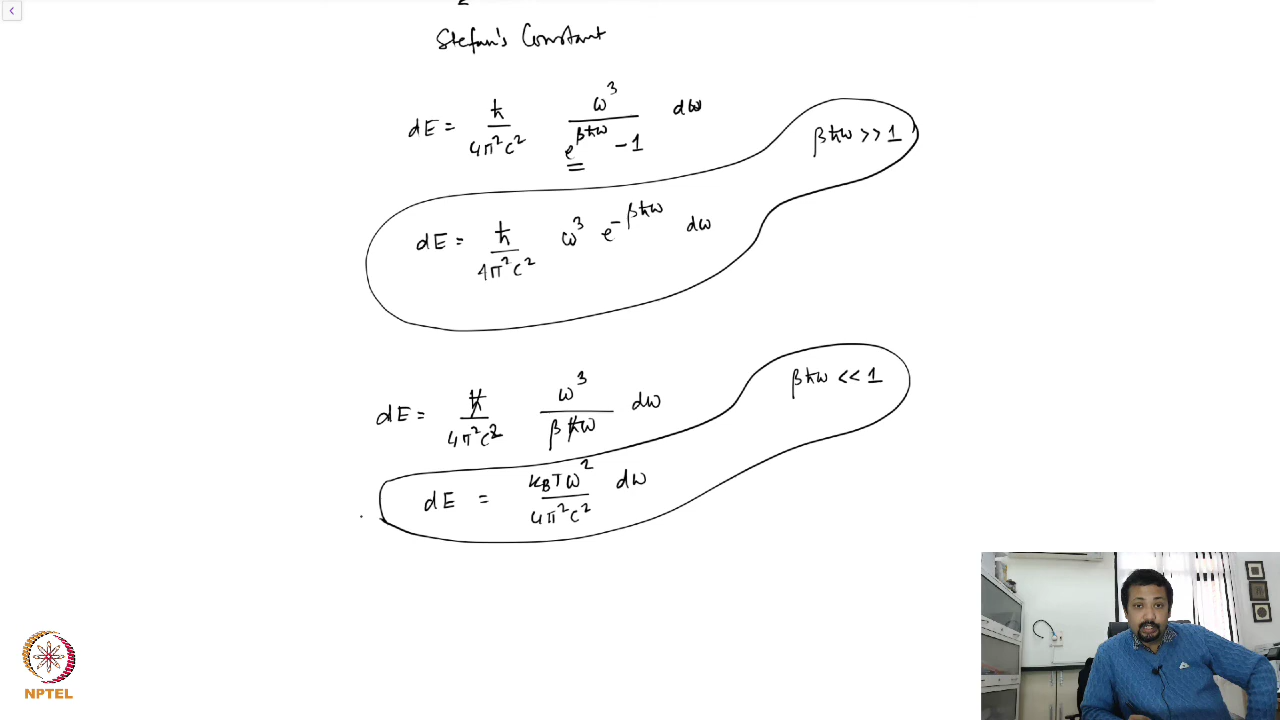 Stefan's Constant
dE = ħ/4π²c² ω³/(e^βħω - 1) dω
βħω >> 1
dE = ħ/4π²c² ω³ e^-βħω dω
βħω << 1
dE = ħ/4π²c² ω³/βħω dω
dE = k_BTω²/4π²c² dω
NPTEL